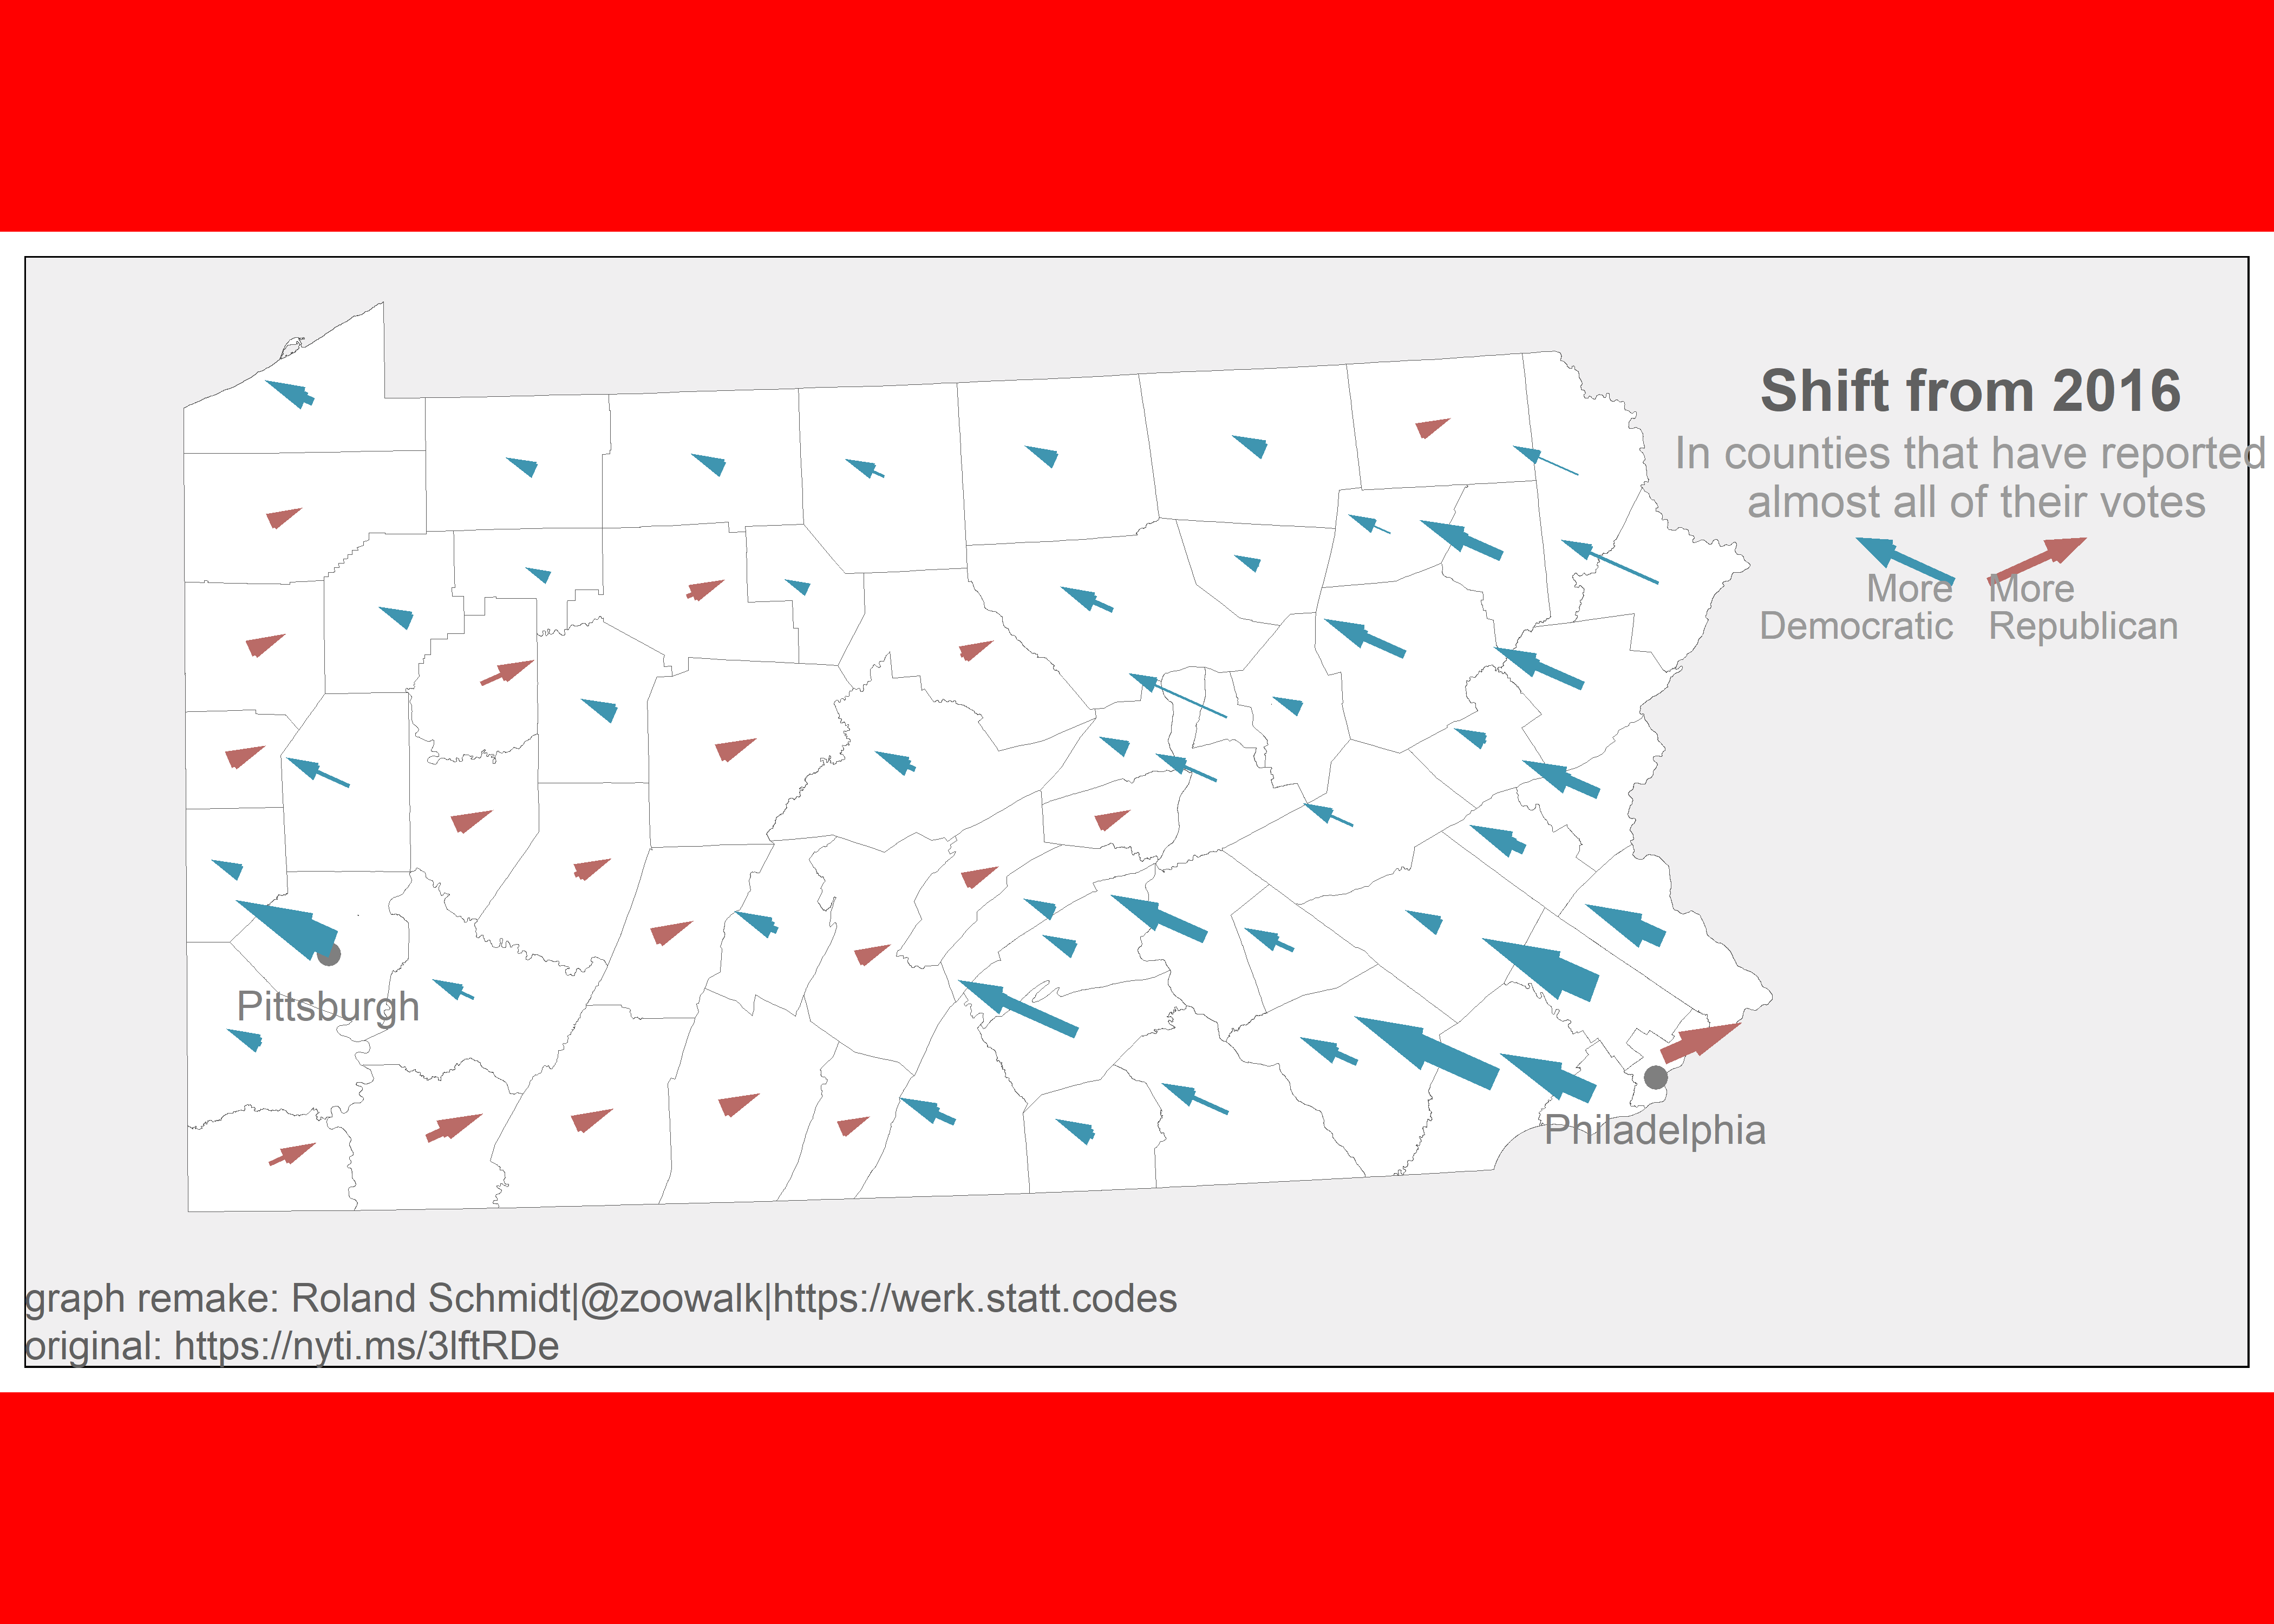 Shift from 2016
In counties that have reported
almost all of their votes
More
Democratic
More
Republican
Pittsburgh
Philadelphia
graph remake: Roland Schmidt|@zoowalk|https://werk.statt.codes
original: https://nyti.ms/3lftRDe